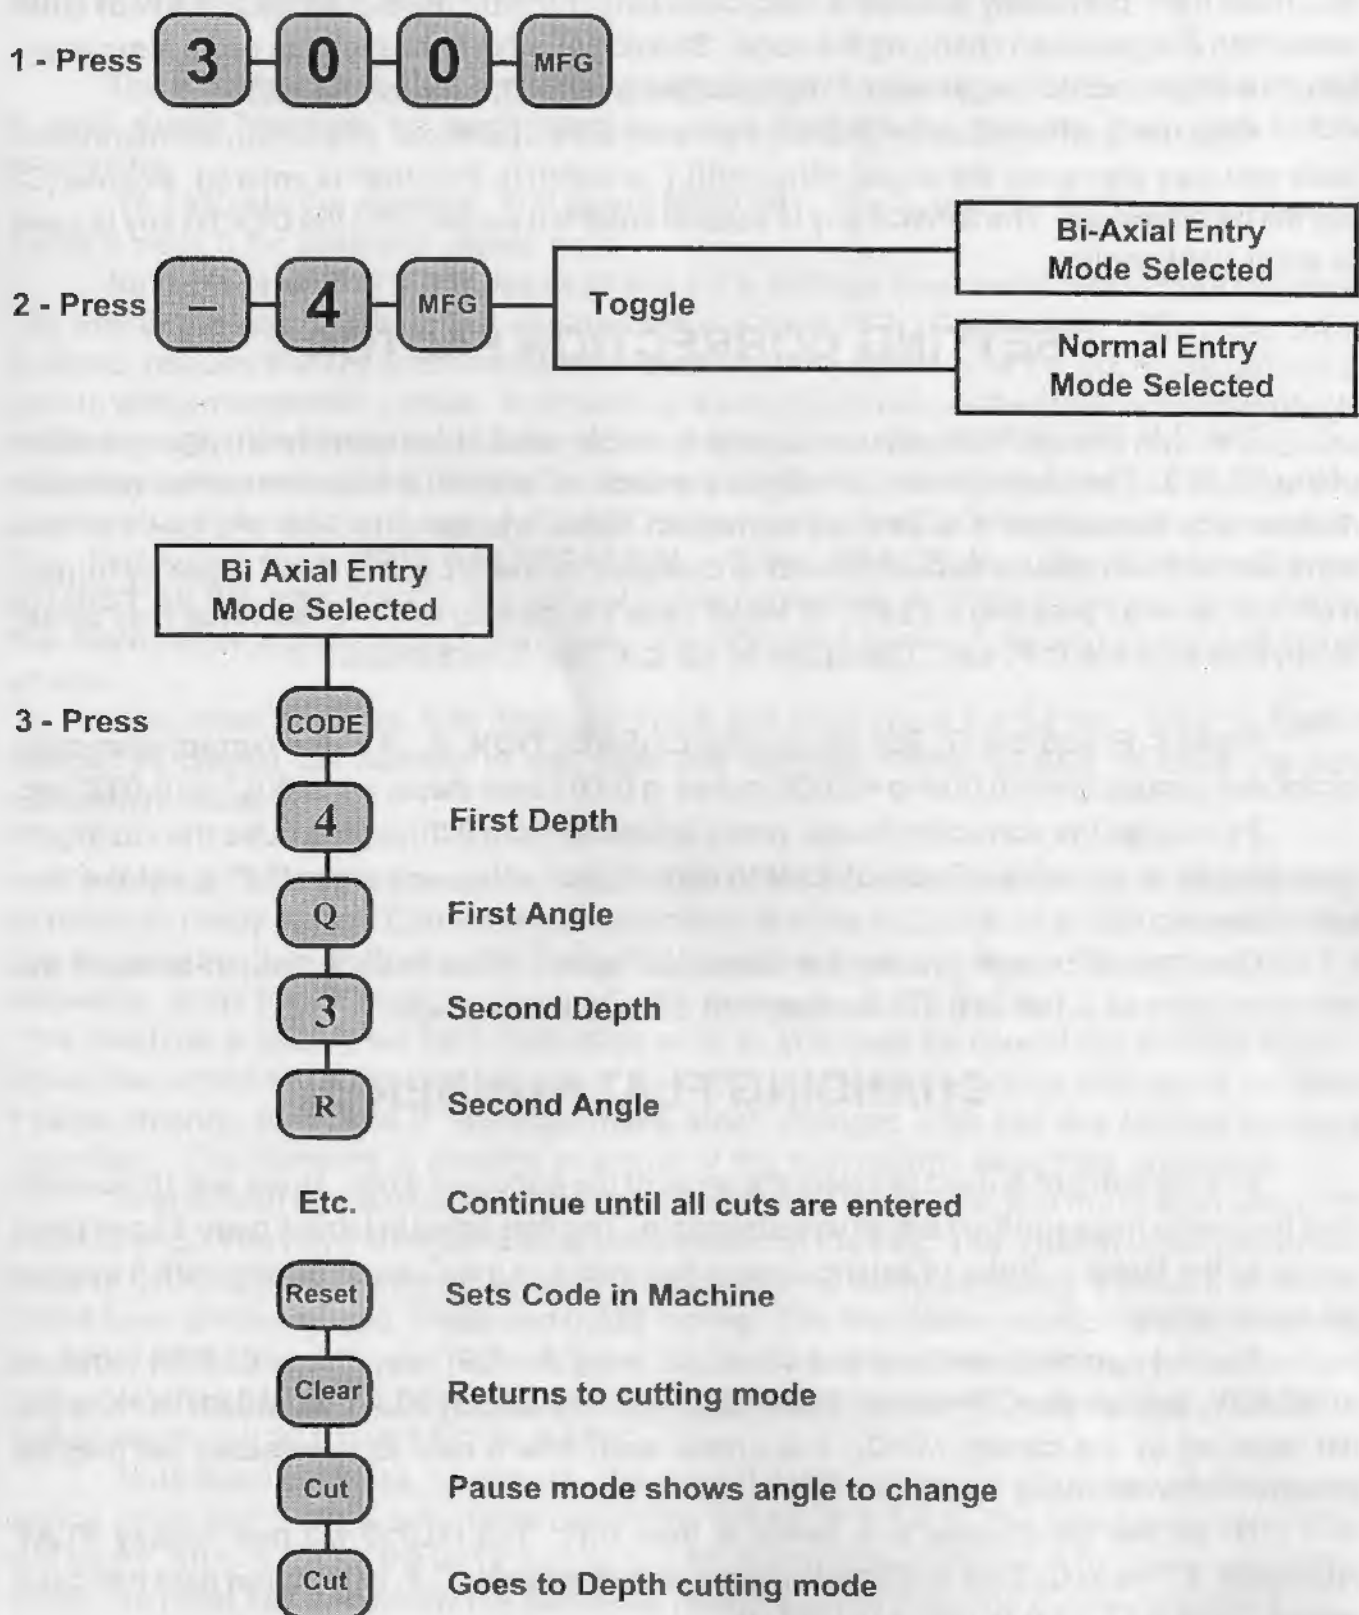 1 - Press 3 0 0 MFG
Bi-Axial Entry
Mode Selected
2 - Press – 4 MFG Toggle
Normal Entry
Mode Selected
Bi Axial Entry
Mode Selected
3 - Press CODE
4 First Depth
Q First Angle
3 Second Depth
R Second Angle
Etc. Continue until all cuts are entered
Reset Sets Code in Machine
Clear Returns to cutting mode
Cut Pause mode shows angle to change
Cut Goes to Depth cutting mode